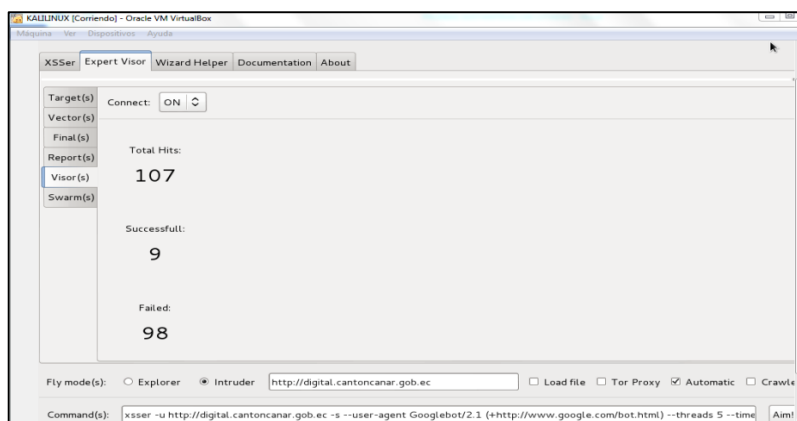 KALILINUX [Corriendo] - Oracle VM VirtualBox
Máquina Ver Dispositivos Ayuda
XSSer Expert Visor Wizard Helper Documentation About
Target(s)
Connect: ON
Vector(s)
Final(s)
Report(s)
Visor(s)
Swarm(s)
Total Hits:
107
Successfull:
9
Failed:
98
Fly mode(s): Explorer Intruder http://digital.cantoncanar.gob.ec Load file Tor Proxy Automatic Crawle
Command(s): xsser -u http://digital.cantoncanar.gob.ec -s --user-agent Googlebot/2.1 (+http://www.google.com/bot.html) --threads 5 --time Aim!